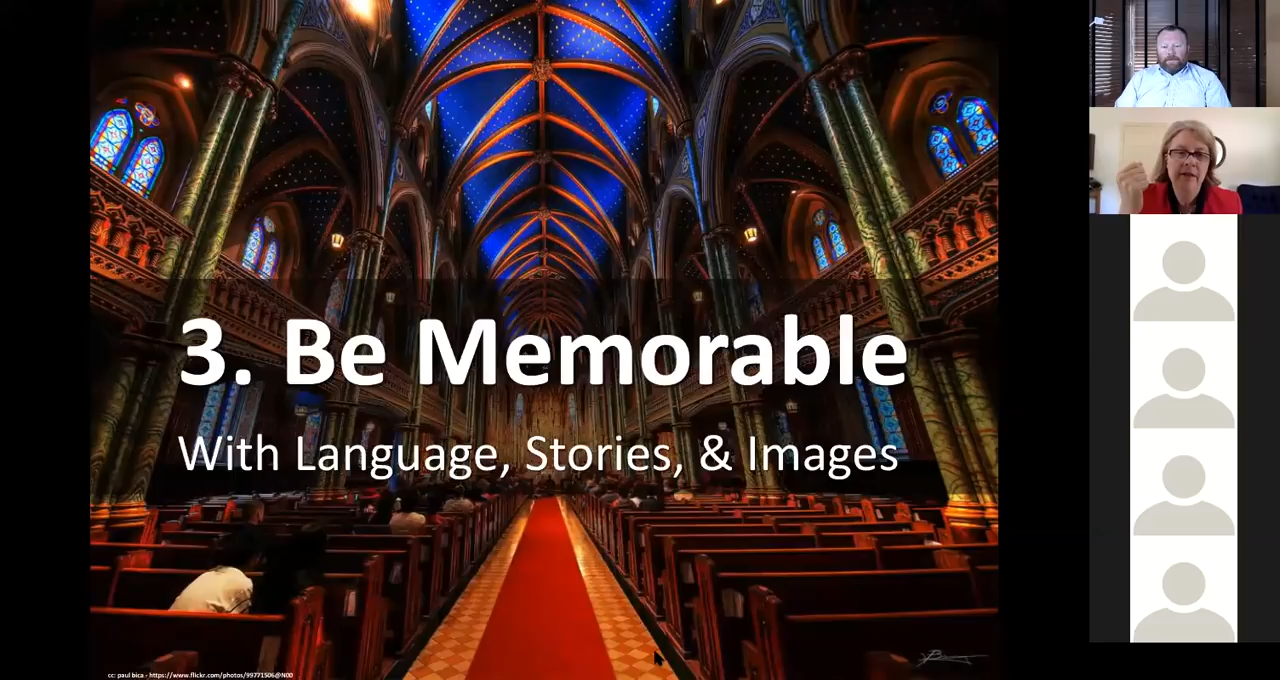 3. Be Memorable
With Language, Stories, & Images
cc: paul bica - https://www.flickr.com/photos/99771506@N00